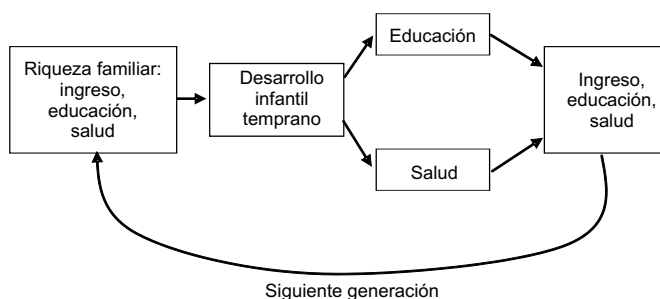 Riqueza familiar:
ingreso,
educación,
salud
Desarrollo
infantil
temprano
Educación
Salud
Ingreso,
educación,
salud
Siguiente generación